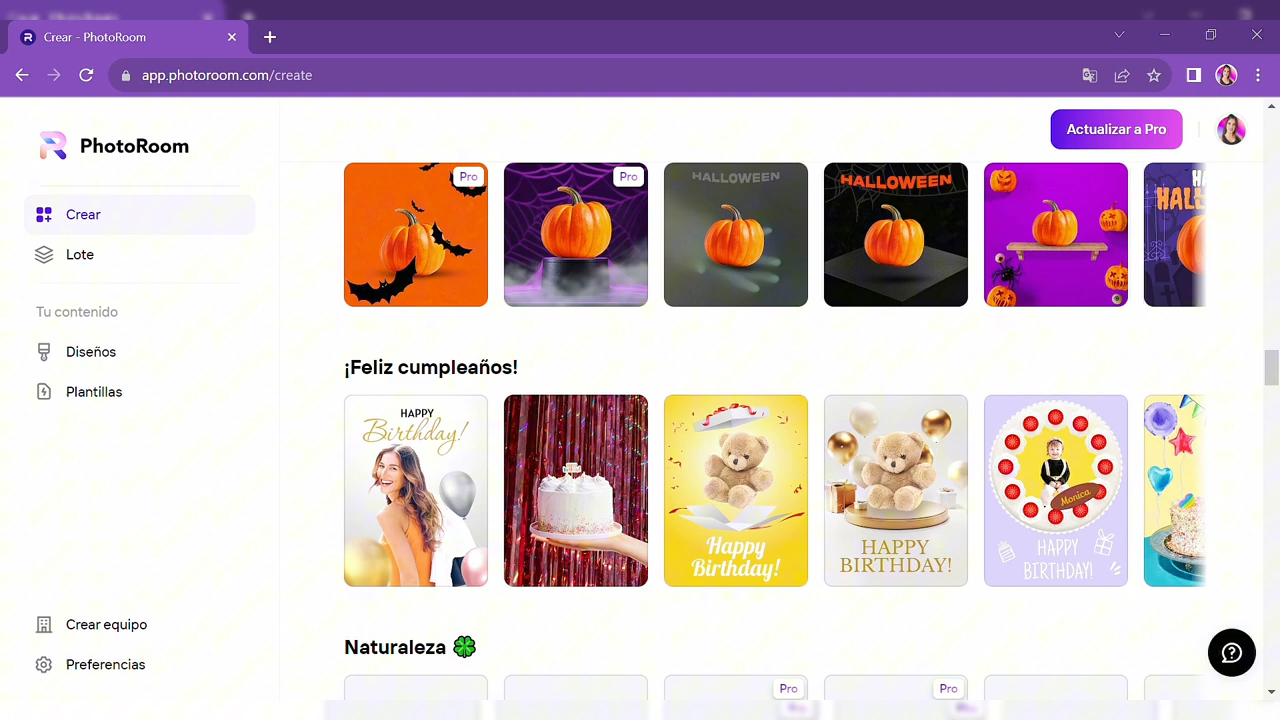 Crear - PhotoRoom
app.photoroom.com/create
PhotoRoom
Actualizar a Pro
Crear
Lote
Tu contenido
Diseños
Plantillas
Crear equipo
Preferencias
Pro
Pro
HALLOWEEN
HALLOWEEN
¡Feliz cumpleaños!
HAPPY
Birthday!
Happy
Birthday!
HAPPY
BIRTHDAY!
Monica
HAPPY
BIRTHDAY!
Naturaleza
Pro
Pro